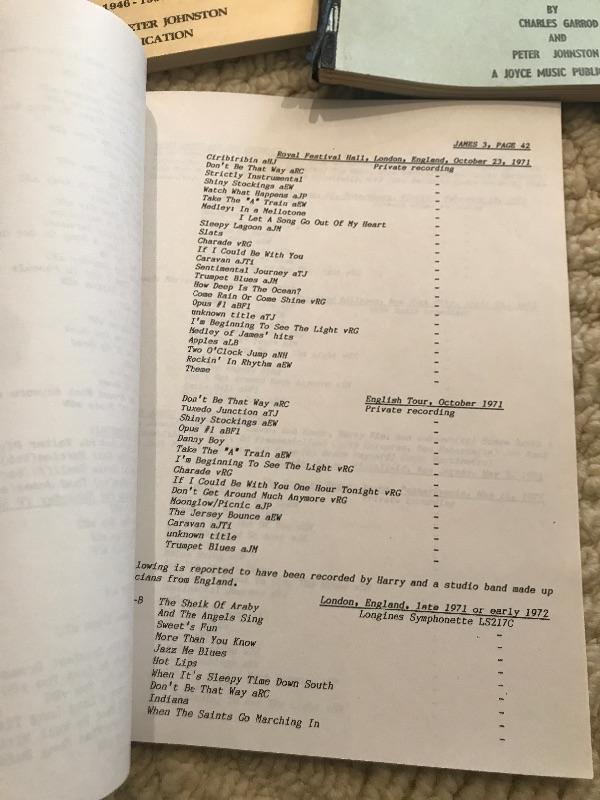 1946-19
PETER JOHNSTON
ICATION
BY
CHARLES GARROD
AND
PETER JOHNSTON
A JOYCE MUSIC PUBLI
JAMES 3, PAGE 42
Royal Festival Hall, London, England, October 23, 1971
Ciribiribin aHJ Private recording
Don't Be That Way aRC "
Strictly Instrumental "
Shiny Stockings aEW "
Watch What Happens aJP "
Take The "A" Train aEW "
Medley: In a Mellotone "
I Let A Song Go Out Of My Heart "
Sleepy Lagoon aJM "
Slats "
Charade vRG "
If I Could Be With You "
Caravan aJTi "
Sentimental Journey aTJ "
Trumpet Blues aJM "
How Deep Is The Ocean? "
Come Rain Or Come Shine vRG "
Opus #1 aBFl "
unknown title aTJ "
I'm Beginning To See The Light vRG "
Medley of James' hits "
Apples aLB "
Two O'Clock Jump aNH "
Rockin' In Rhythm aEW "
Theme "
English Tour, October 1971
Don't Be That Way aRC Private recording
Tuxedo Junction aTJ "
Shiny Stockings aEW "
Opus #1 aBFl "
Danny Boy "
Take The "A" Train aEW "
I'm Beginning To See The Light vRG "
Charade vRG "
If I Could Be With You One Hour Tonight vRG "
Don't Get Around Much Anymore vRG "
Moonglow/Picnic aJP "
The Jersey Bounce aEW "
Caravan aJTi "
unknown title "
Trumpet Blues aJM "
lowing is reported to have been recorded by Harry and a studio band made up
cians from England.
London, England, late 1971 or early 1972
-B The Sheik Of Araby Longines Symphonette LS217C
And The Angels Sing "
Sweet's Fun "
More Than You Know "
Jazz Me Blues "
Hot Lips "
When It's Sleepy Time Down South "
Don't Be That Way aRC "
Indiana "
When The Saints Go Marching In "